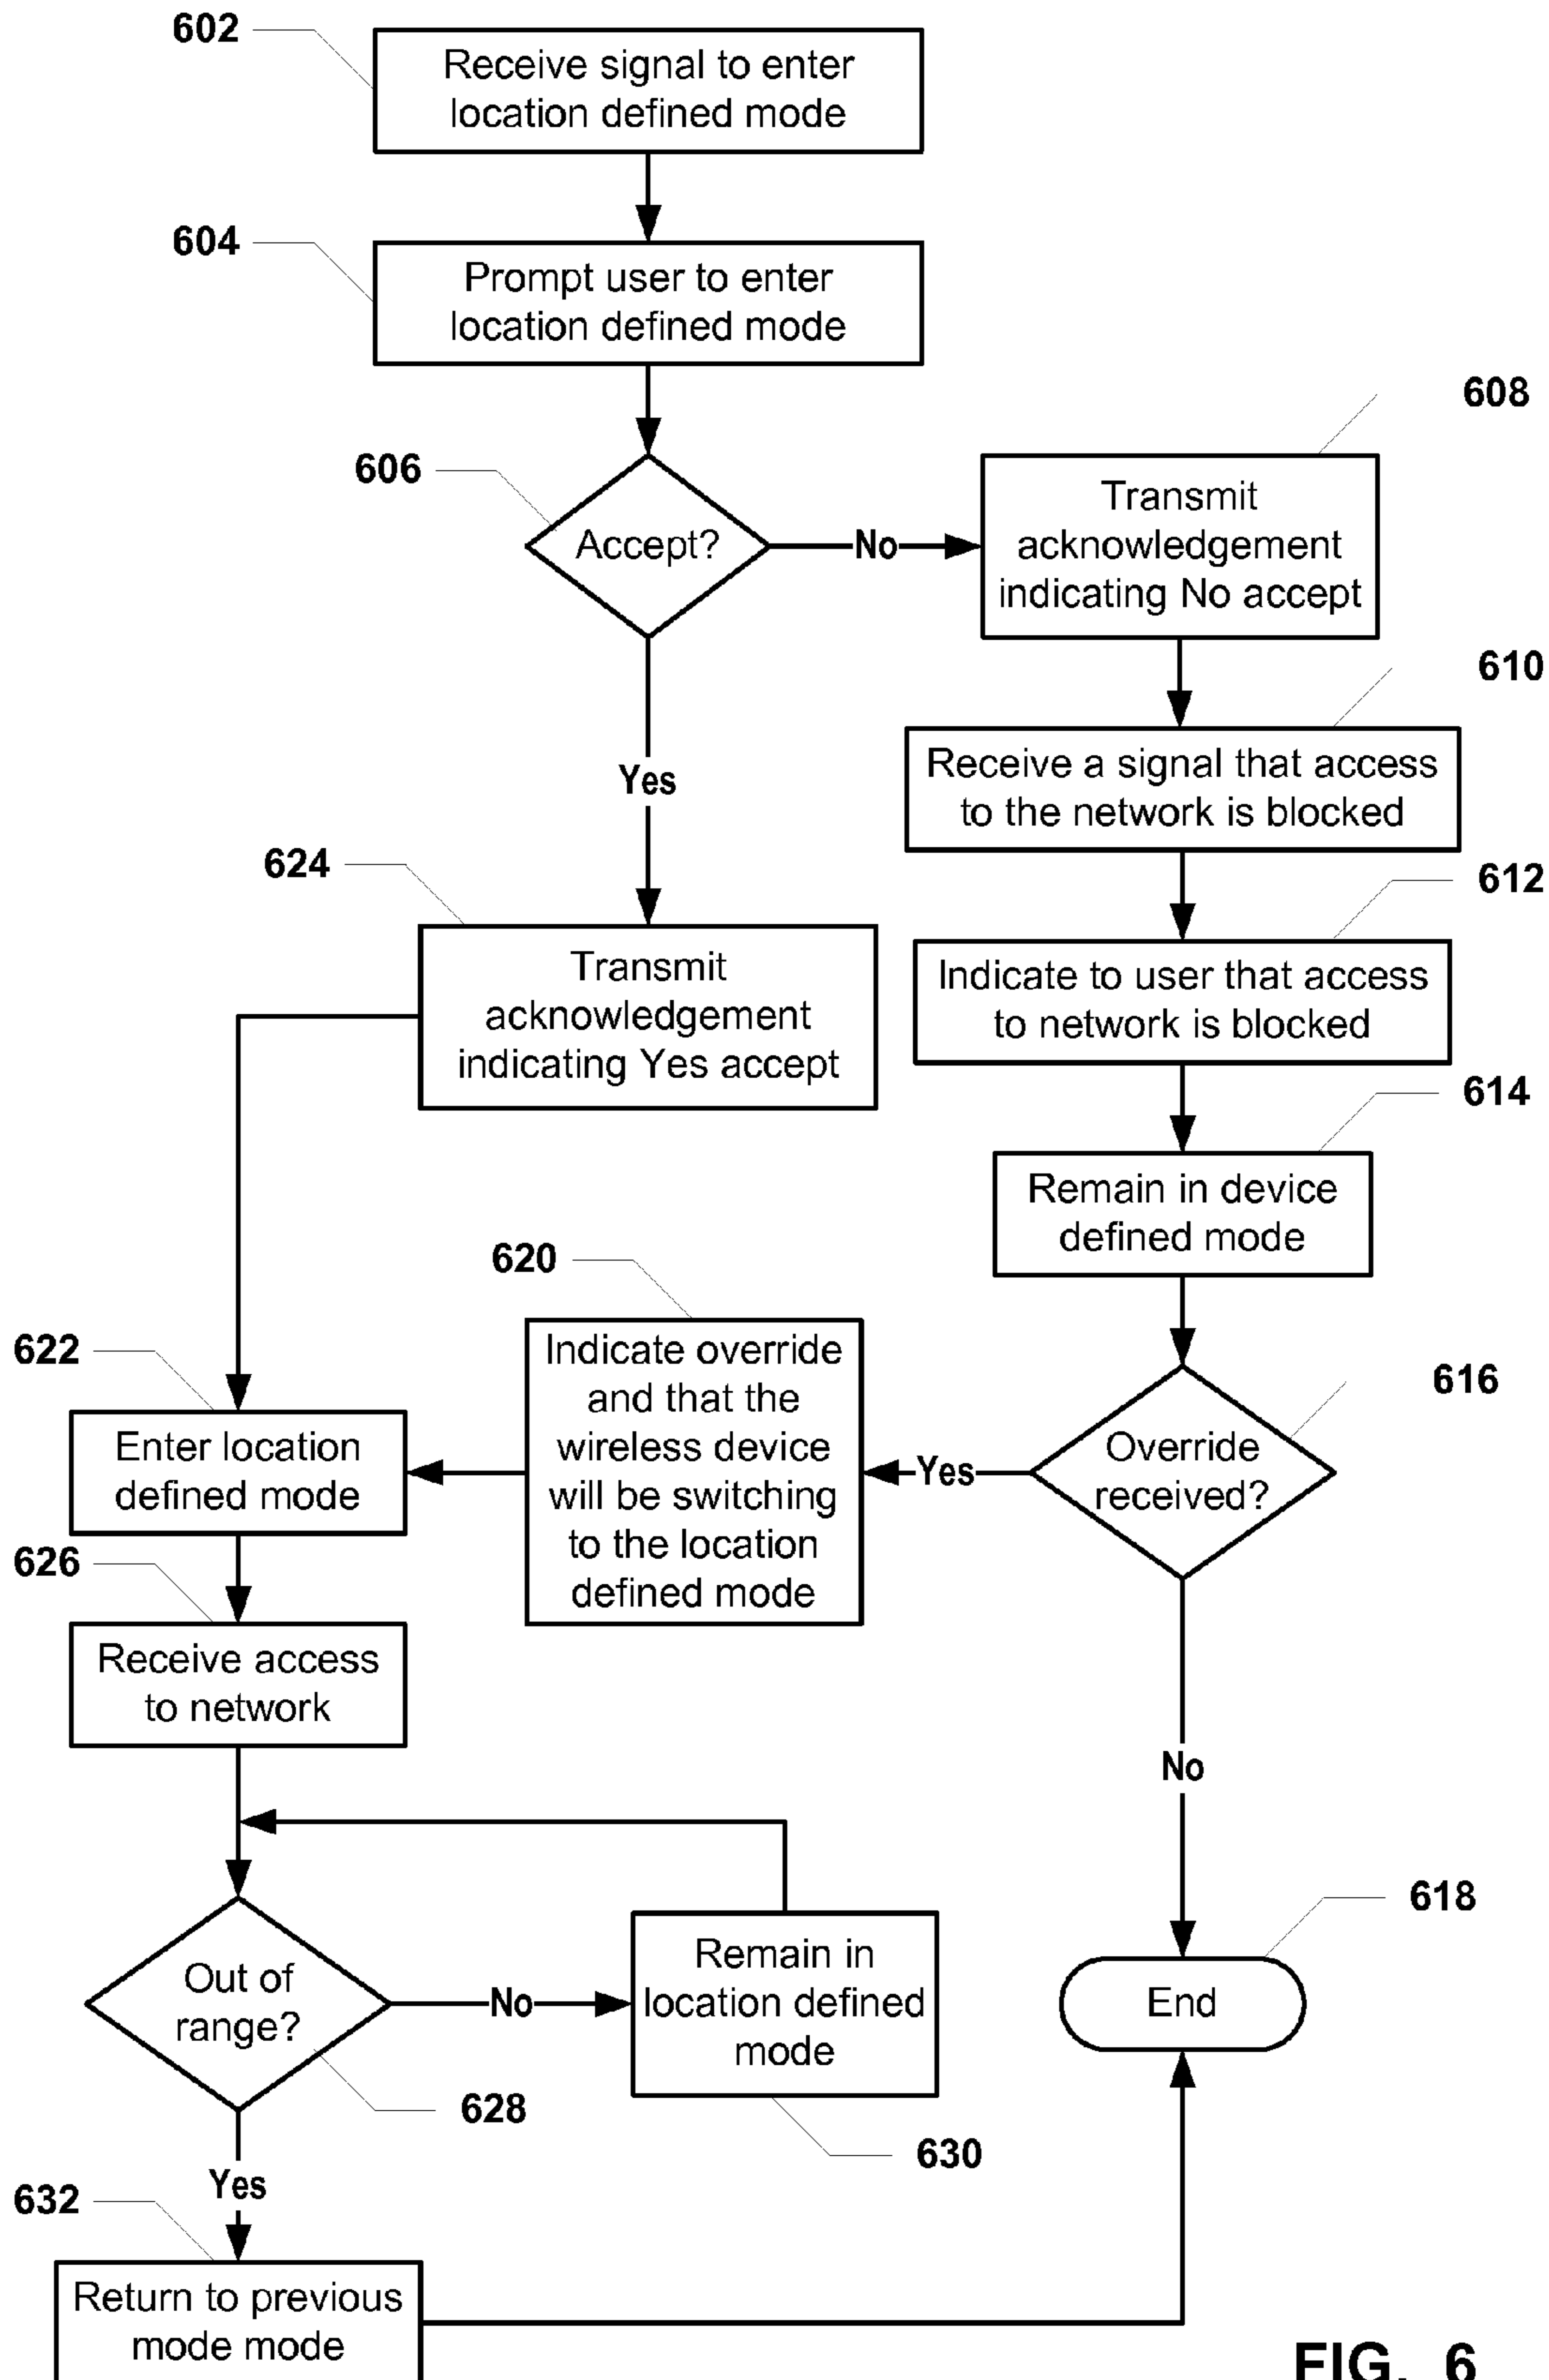 602
Receive signal to enter
location defined mode
604
Prompt user to enter
location defined mode
606
Accept?
No
608
Transmit
acknowledgement
indicating No accept
610
Receive a signal that access
to the network is blocked
Yes
624
Transmit
acknowledgement
indicating Yes accept
612
Indicate to user that access
to network is blocked
614
Remain in device
defined mode
616
Override
received?
Yes
620
Indicate override
and that the
wireless device
will be switching
to the location
defined mode
622
Enter location
defined mode
626
Receive access
to network
No
618
End
Out of
range?
628
No
Remain in
location defined
mode
630
Yes
632
Return to previous
mode mode
FIG. 6